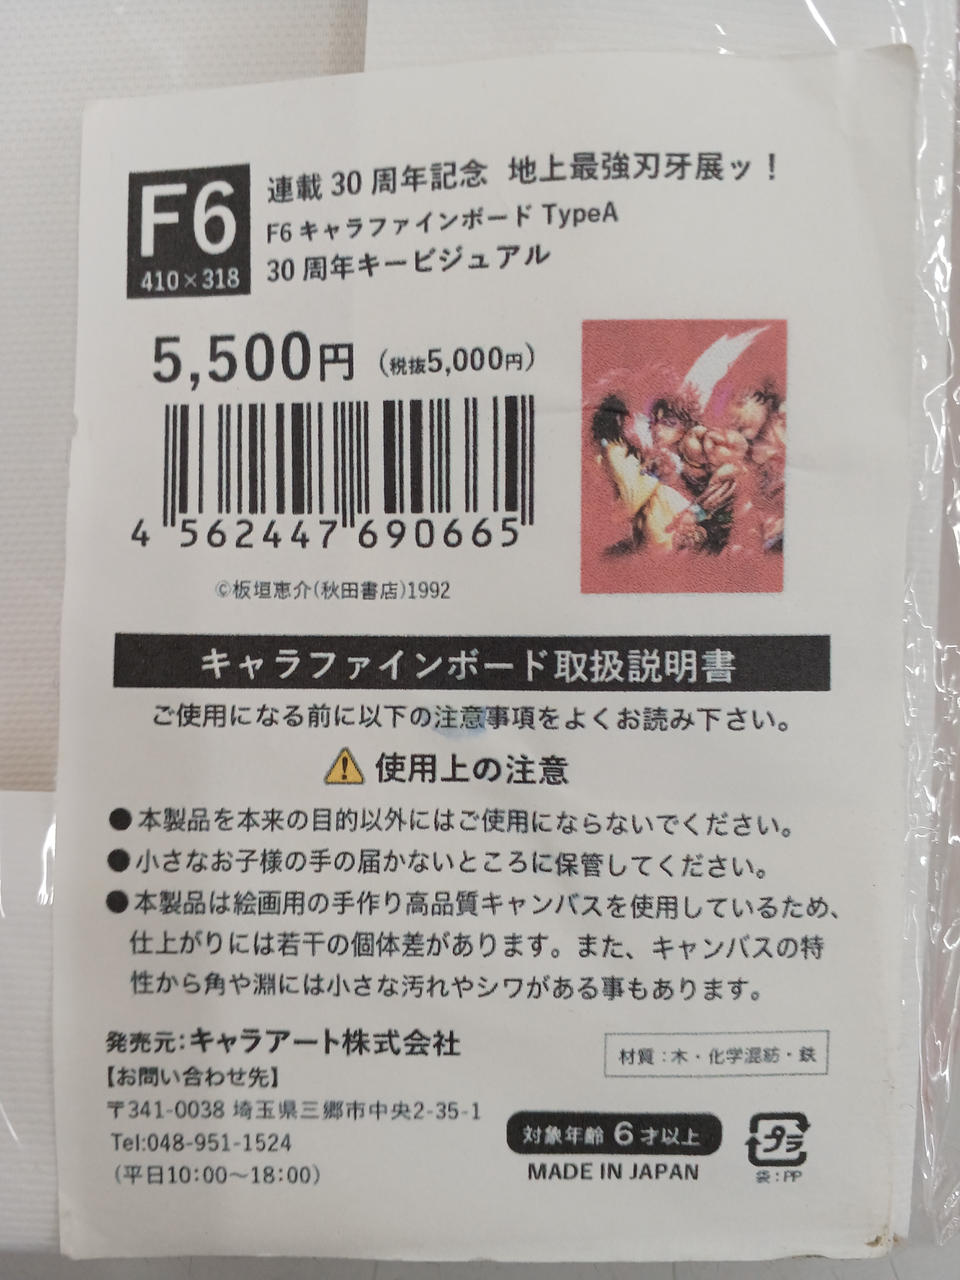 F6
410×318
連載 30 周年記念 地上最強刃牙展ッ！
F6 キャラファインボード TypeA
30 周年キービジュアル
5,500円 (税抜5,000円)
4 562447 690665
©板垣恵介(秋田書店)1992
キャラファインボード取扱説明書
ご使用になる前に以下の注意事項をよくお読み下さい。
使用上の注意
●本製品を本来の目的以外にはご使用にならないでください。
●小さなお子様の手の届かないところに保管してください。
●本製品は絵画用の手作り高品質キャンバスを使用しているため、
仕上がりには若干の個体差があります。また、キャンバスの特
性から角や淵には小さな汚れやシワがある事もあります。
発売元：キャラアート株式会社
【お問い合わせ先】
〒341-0038 埼玉県三郷市中央2-35-1
Tel:048-951-1524
(平日10:00～18:00)
材質：木・化学混紡・鉄
対象年齢 6 才以上
MADE IN JAPAN
プラ
袋：PP